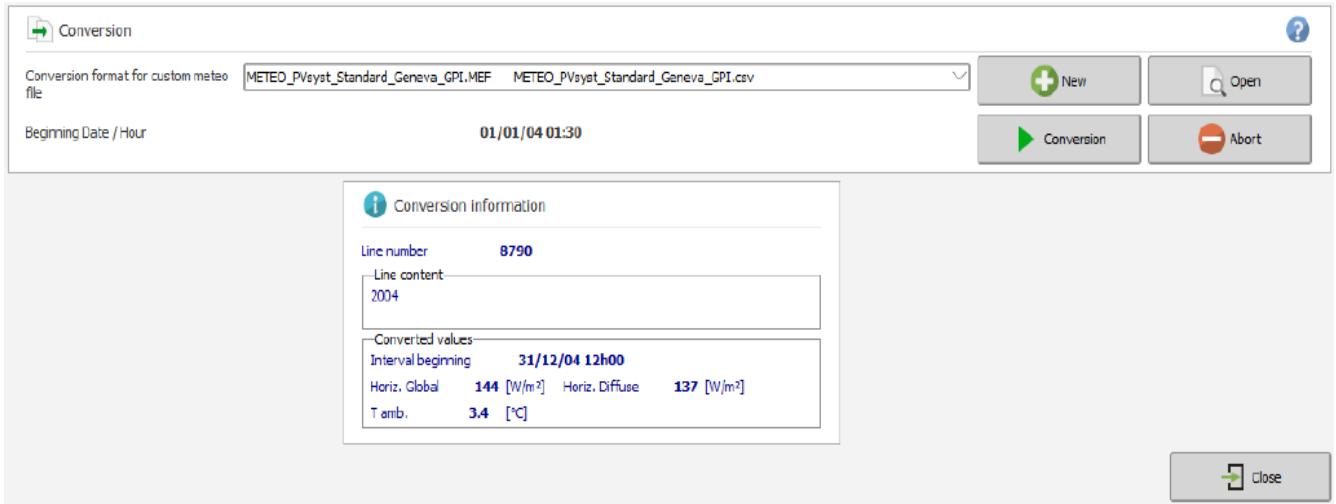 Conversion
Conversion format for custom meteo file
METEO_PVsyst_Standard_Geneva_GPI.MEF METEO_PVsyst_Standard_Geneva_GPI.csv
New
Open
Beginning Date / Hour
01/01/04 01:30
Conversion
Abort
Conversion information
Line number 8790
Line content
2004
Converted values
Interval beginning 31/12/04 12h00
Horiz. Global 144 [W/m²] Horiz. Diffuse 137 [W/m²]
T amb. 3.4 [°C]
Close